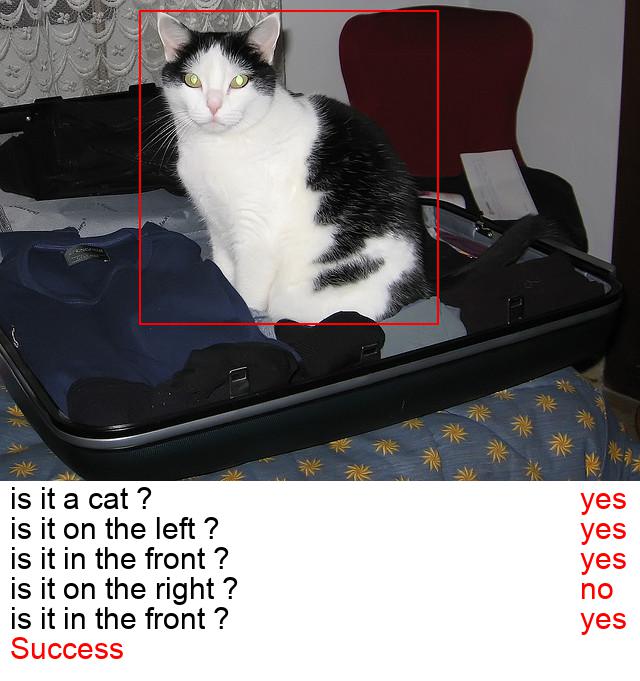 is it a cat ? yes
is it on the left ? yes
is it in the front ? yes
is it on the right ? no
is it in the front ? yes
Success